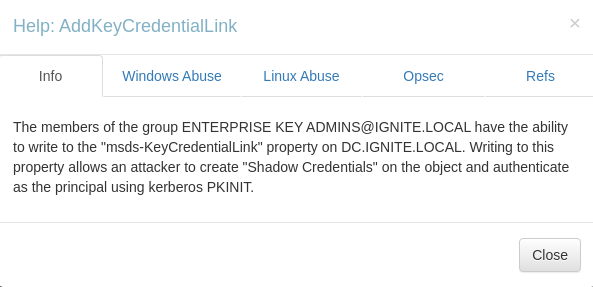 Help: AddKeyCredentialLink
×
Info Windows Abuse Linux Abuse Opsec Refs
The members of the group ENTERPRISE KEY ADMINS@IGNITE.LOCAL have the ability
to write to the "msds-KeyCredentialLink" property on DC.IGNITE.LOCAL. Writing to this
property allows an attacker to create "Shadow Credentials" on the object and authenticate
as the principal using kerberos PKINIT.
Close